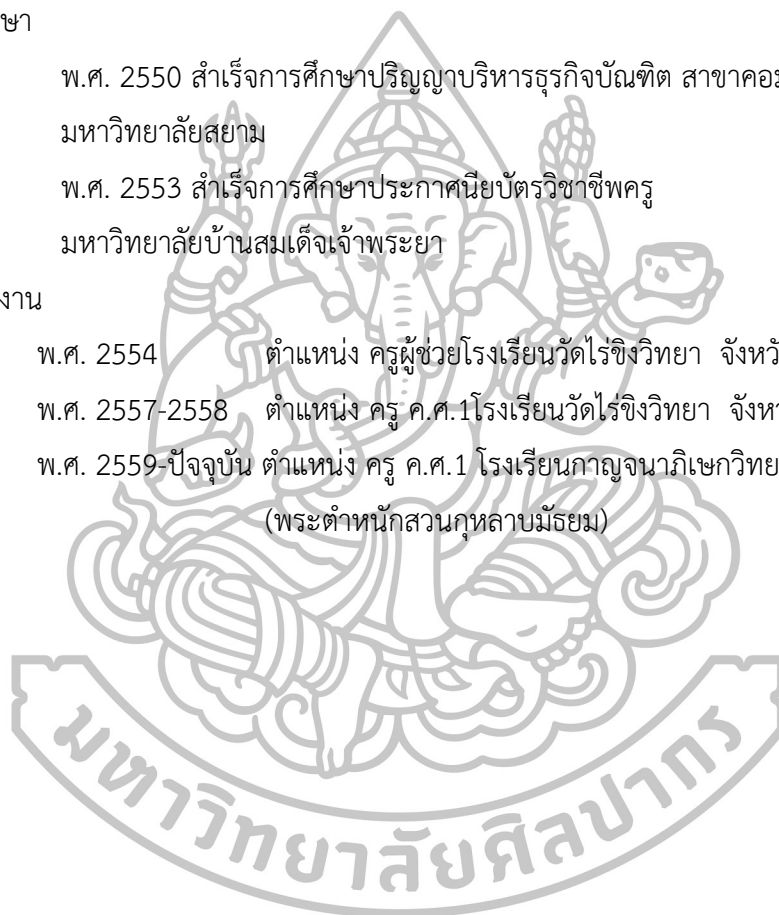 ษา
พ.ศ. 2550 สำเร็จการศึกษาปริญญาบริหารธุรกิจบัณฑิต สาขาคอม
มหาวิทยาลัยสยาม
พ.ศ. 2553 สำเร็จการศึกษาประกาศนียบัตรวิชาชีพครู
มหาวิทยาลัยบ้านสมเด็จเจ้าพระยา
งาน
พ.ศ. 2554 ตำแหน่ง ครูผู้ช่วยโรงเรียนวัดไร่ขิงวิทยา จังหวั
พ.ศ. 2557-2558 ตำแหน่ง ครู ค.ศ.1โรงเรียนวัดไร่ขิงวิทยา จังหา
พ.ศ. 2559-ปัจจุบัน ตำแหน่ง ครู ค.ศ.1 โรงเรียนกาญจนาภิเษกวิทย
(พระตำหนักสวนกุหลาบมัธยม)
มหาวิทยาลัยศิลปากร